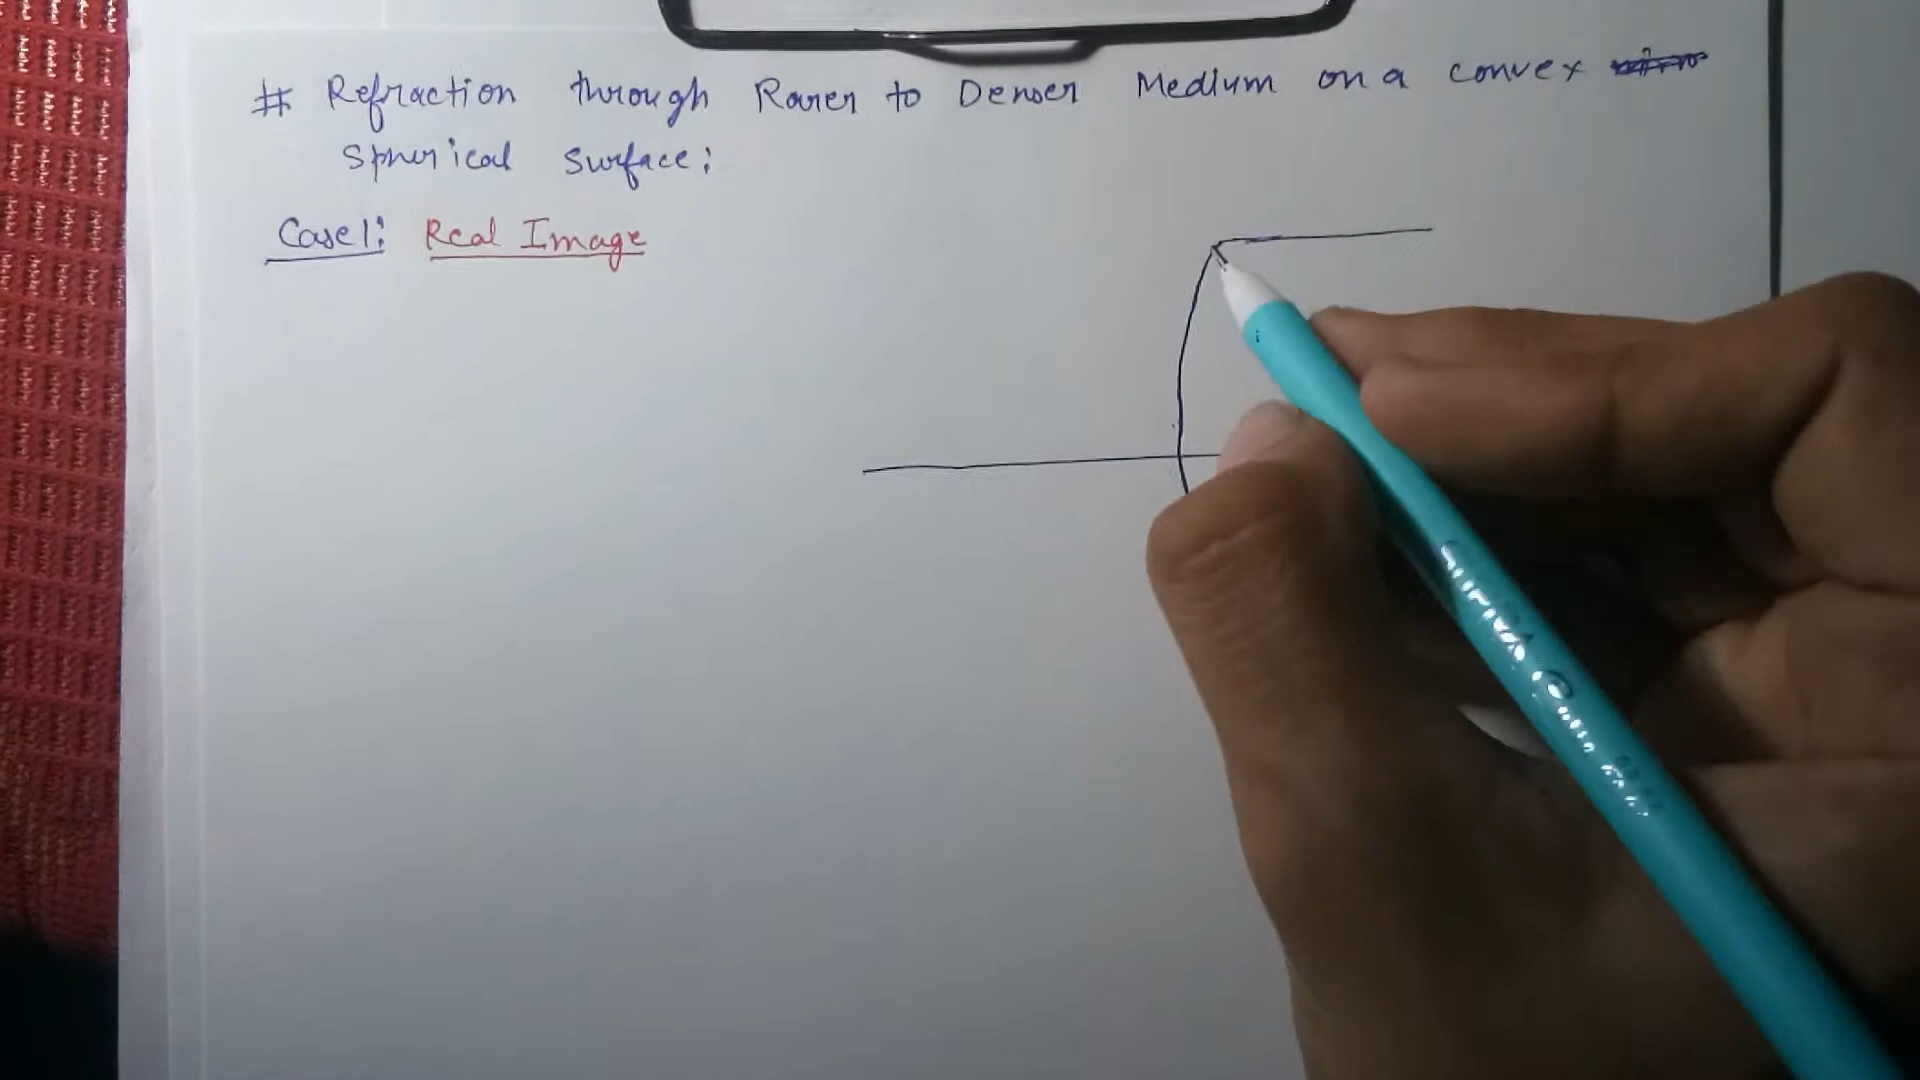 # Refraction through Rarer to Denser Medium on a convex
Spherical Surface:
Case 1: Real Image